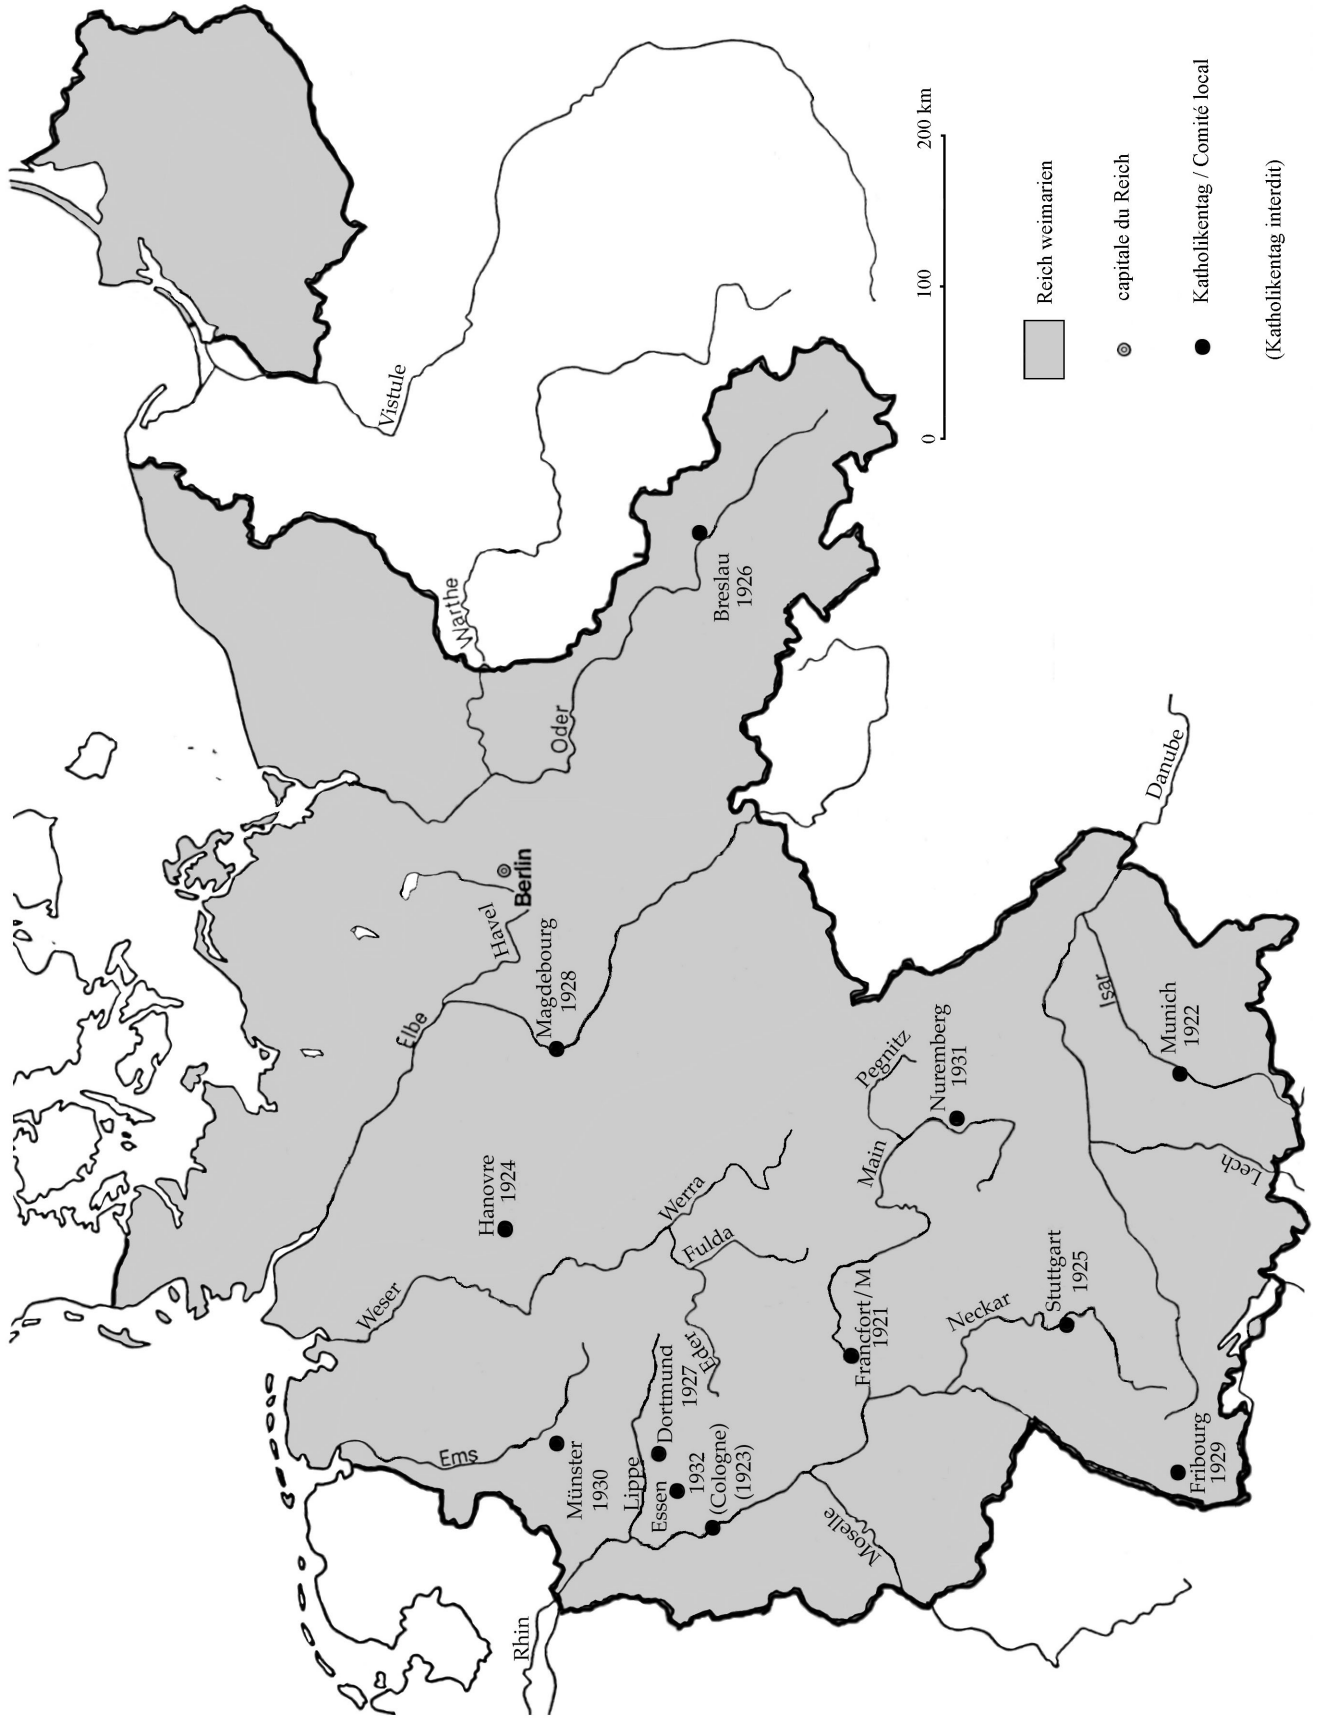 Vistule
Warthe
Oder
Breslau
1926
Berlin
Havel
Magdebourg
1928
Elbe
Hanovre
1924
Weser
Werra
Fulda
Eder
Ems
Münster
1930
Lippe
Dortmund
1927
Essen
1932
(Cologne)
(1923)
Rhin
Moselle
Francfort/M
1921
Main
Pegnitz
Nuremberg
1931
Neckar
Stuttgart
1925
Fribourg
1929
Danube
Isar
Munich
1922
Lech
0
100
200 km
Reich weimarien
capitale du Reich
Katholikentag / Comité local
(Katholikentag interdit)